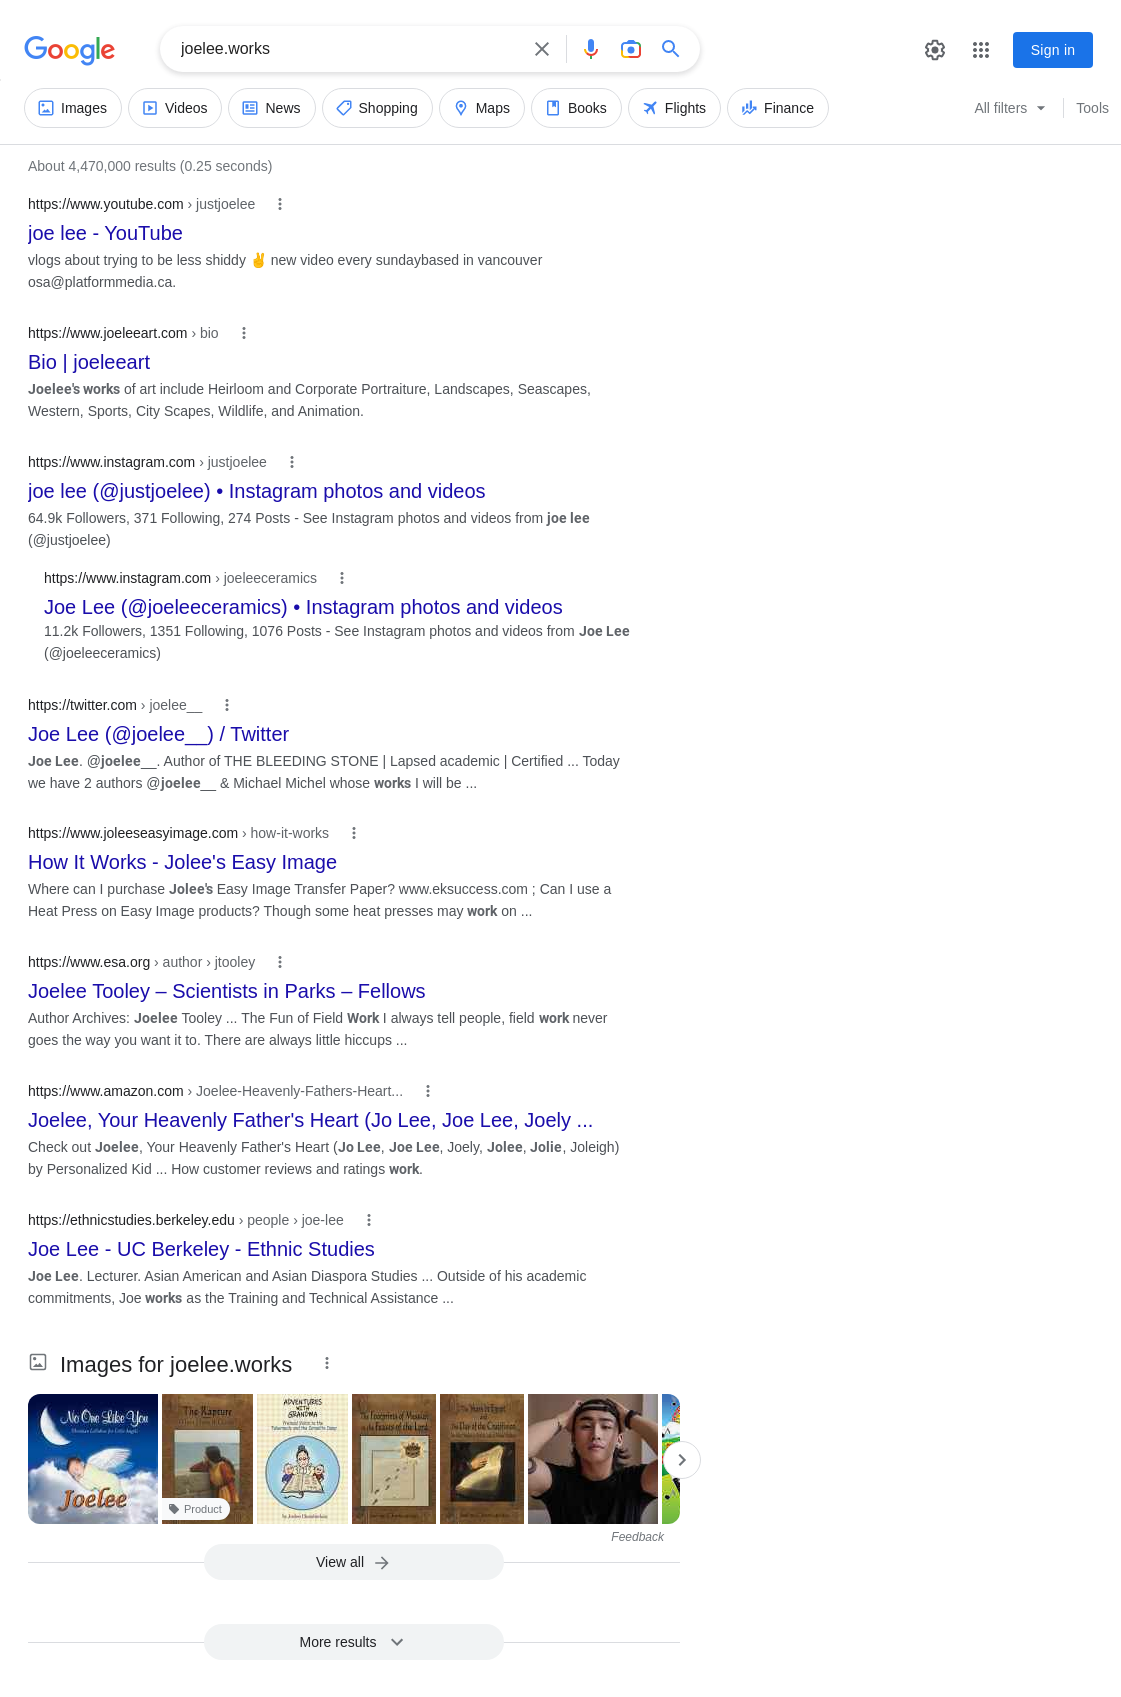 Google
joelee.works
Sign in
Images
Videos
News
Shopping
Maps
Books
Flights
Finance
All filters
Tools
About 4,470,000 results (0.25 seconds)
https://www.youtube.com › justjoelee
joe lee - YouTube
vlogs about trying to be less shiddy ✌ new video every sundaybased in vancouver
osa@platformmedia.ca.
https://www.joeleeart.com › bio
Bio | joeleeart
Joelee's works of art include Heirloom and Corporate Portraiture, Landscapes, Seascapes,
Western, Sports, City Scapes, Wildlife, and Animation.
https://www.instagram.com › justjoelee
joe lee (@justjoelee) • Instagram photos and videos
64.9k Followers, 371 Following, 274 Posts - See Instagram photos and videos from joe lee
(@justjoelee)
https://www.instagram.com › joeleeceramics
Joe Lee (@joeleeceramics) • Instagram photos and videos
11.2k Followers, 1351 Following, 1076 Posts - See Instagram photos and videos from Joe Lee
(@joeleeceramics)
https://twitter.com › joelee__
Joe Lee (@joelee__) / Twitter
Joe Lee. @joelee__. Author of THE BLEEDING STONE | Lapsed academic | Certified ... Today
we have 2 authors @joelee__ & Michael Michel whose works I will be ...
https://www.joleeseasyimage.com › how-it-works
How It Works - Jolee's Easy Image
Where can I purchase Jolee's Easy Image Transfer Paper? www.eksuccess.com ; Can I use a
Heat Press on Easy Image products? Though some heat presses may work on ...
https://www.esa.org › author › jtooley
Joelee Tooley – Scientists in Parks – Fellows
Author Archives: Joelee Tooley ... The Fun of Field Work I always tell people, field work never
goes the way you want it to. There are always little hiccups ...
https://www.amazon.com › Joelee-Heavenly-Fathers-Heart...
Joelee, Your Heavenly Father's Heart (Jo Lee, Joe Lee, Joely ...
Check out Joelee, Your Heavenly Father's Heart (Jo Lee, Joe Lee, Joely, Jolee, Jolie, Joleigh)
by Personalized Kid ... How customer reviews and ratings work.
https://ethnicstudies.berkeley.edu › people › joe-lee
Joe Lee - UC Berkeley - Ethnic Studies
Joe Lee. Lecturer. Asian American and Asian Diaspora Studies ... Outside of his academic
commitments, Joe works as the Training and Technical Assistance ...
Images for joelee.works
No One Like You
Christian Lullabies for Little Angels
Joelee
The Rapture
Product
ADVENTURES
WITH
GRANDMA
The Footprints of Messiah
in the Feasts of the Lord
Feedback
View all
More results